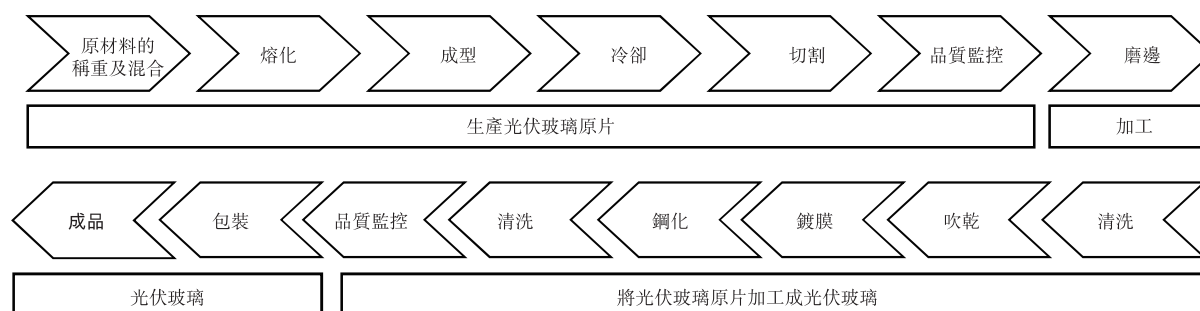 原材料的
稱重及混合
熔化
成型
冷卻
切割
品質監控
磨邊
生產光伏玻璃原片
加工
成品
包裝
品質監控
清洗
鋼化
鍍膜
吹乾
清洗
光伏玻璃
將光伏玻璃原片加工成光伏玻璃